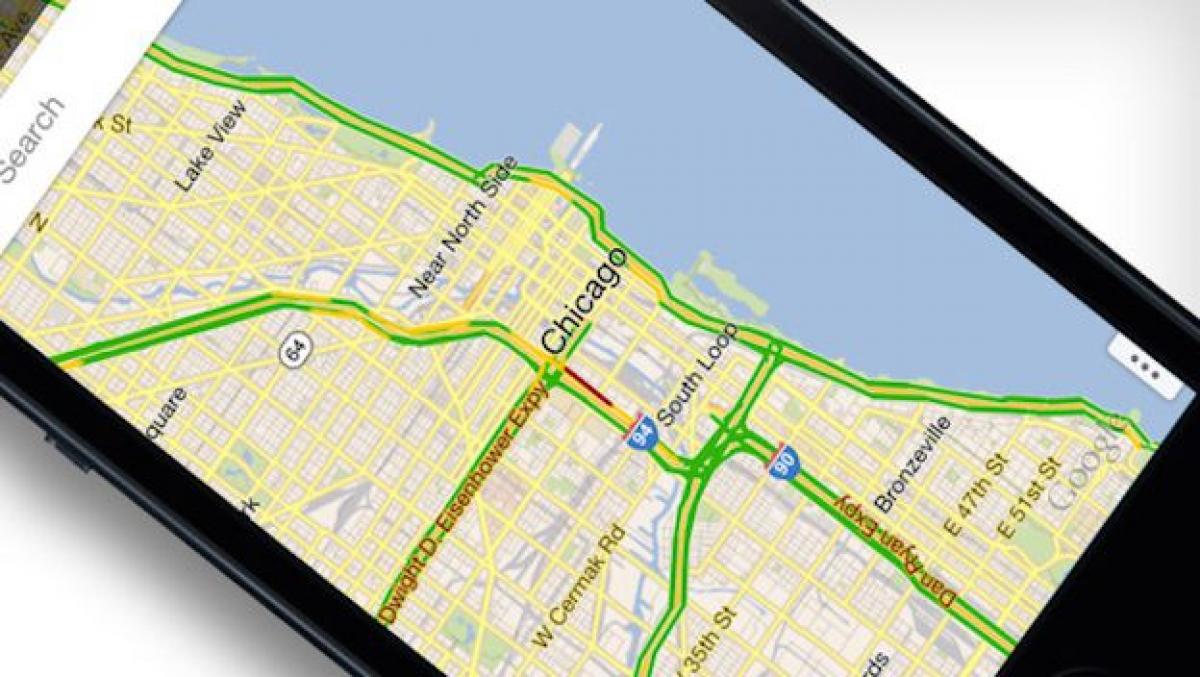 Search
Lake View
Near North Side
64
Chicago
South Loop
94
90
Dwight D. Eisenhower Expy
Bronzeville
Dan Ryan Expy
E 47th St
E 51st St
W Cermak Rd
35th St
Google
N